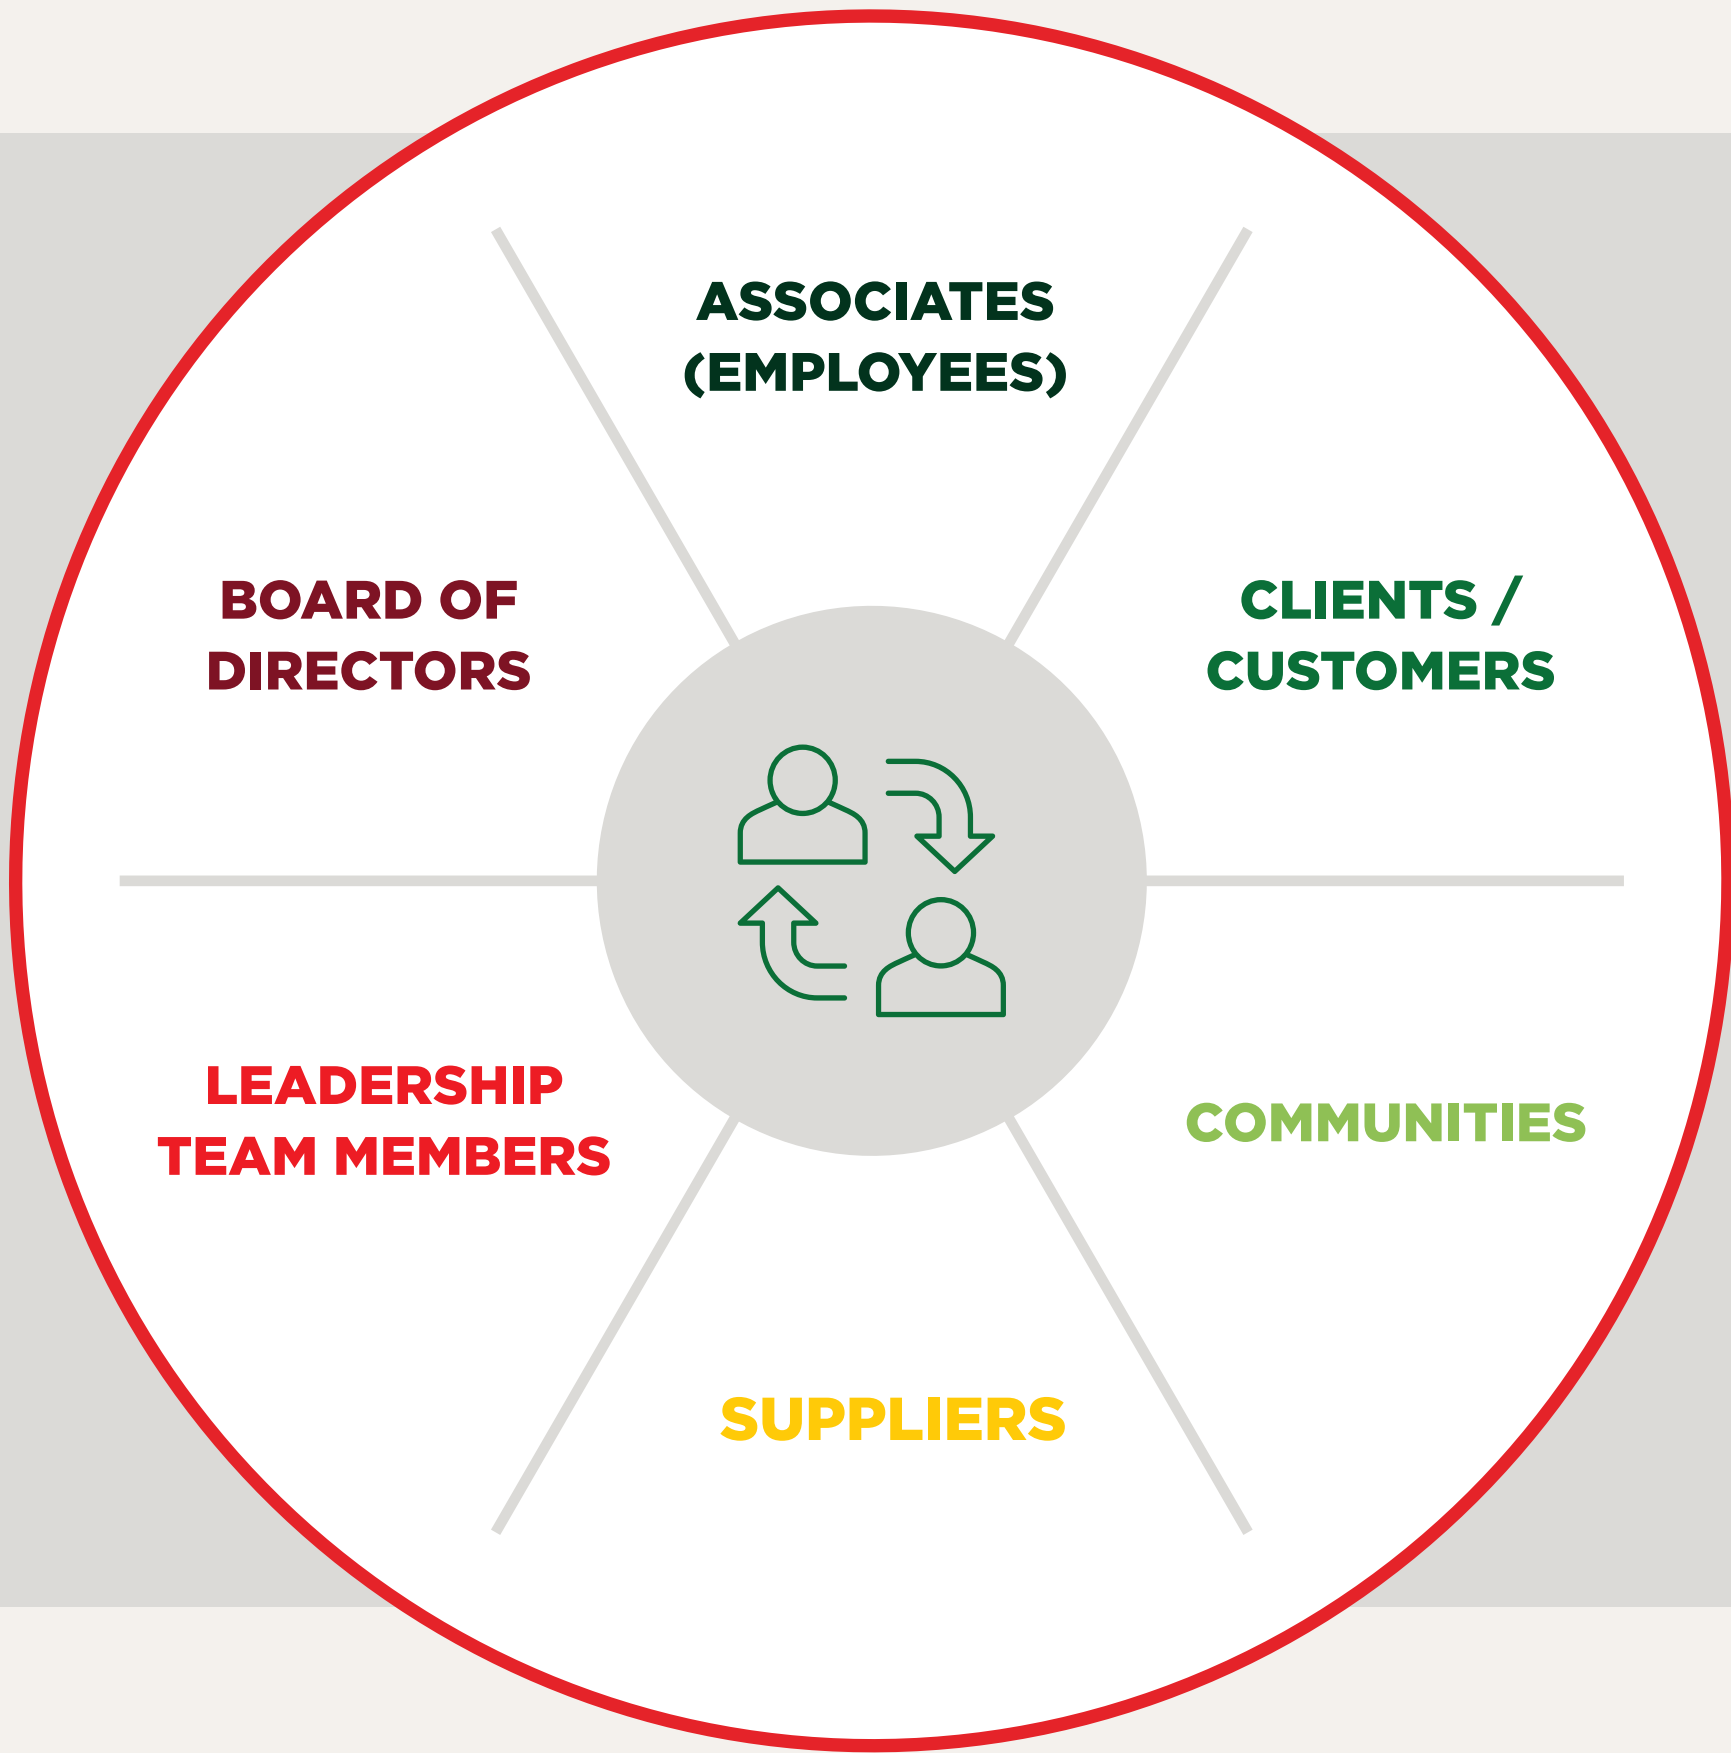 ASSOCIATES
(EMPLOYEES)
CLIENTS /
CUSTOMERS
COMMUNITIES
SUPPLIERS
LEADERSHIP
TEAM MEMBERS
BOARD OF
DIRECTORS